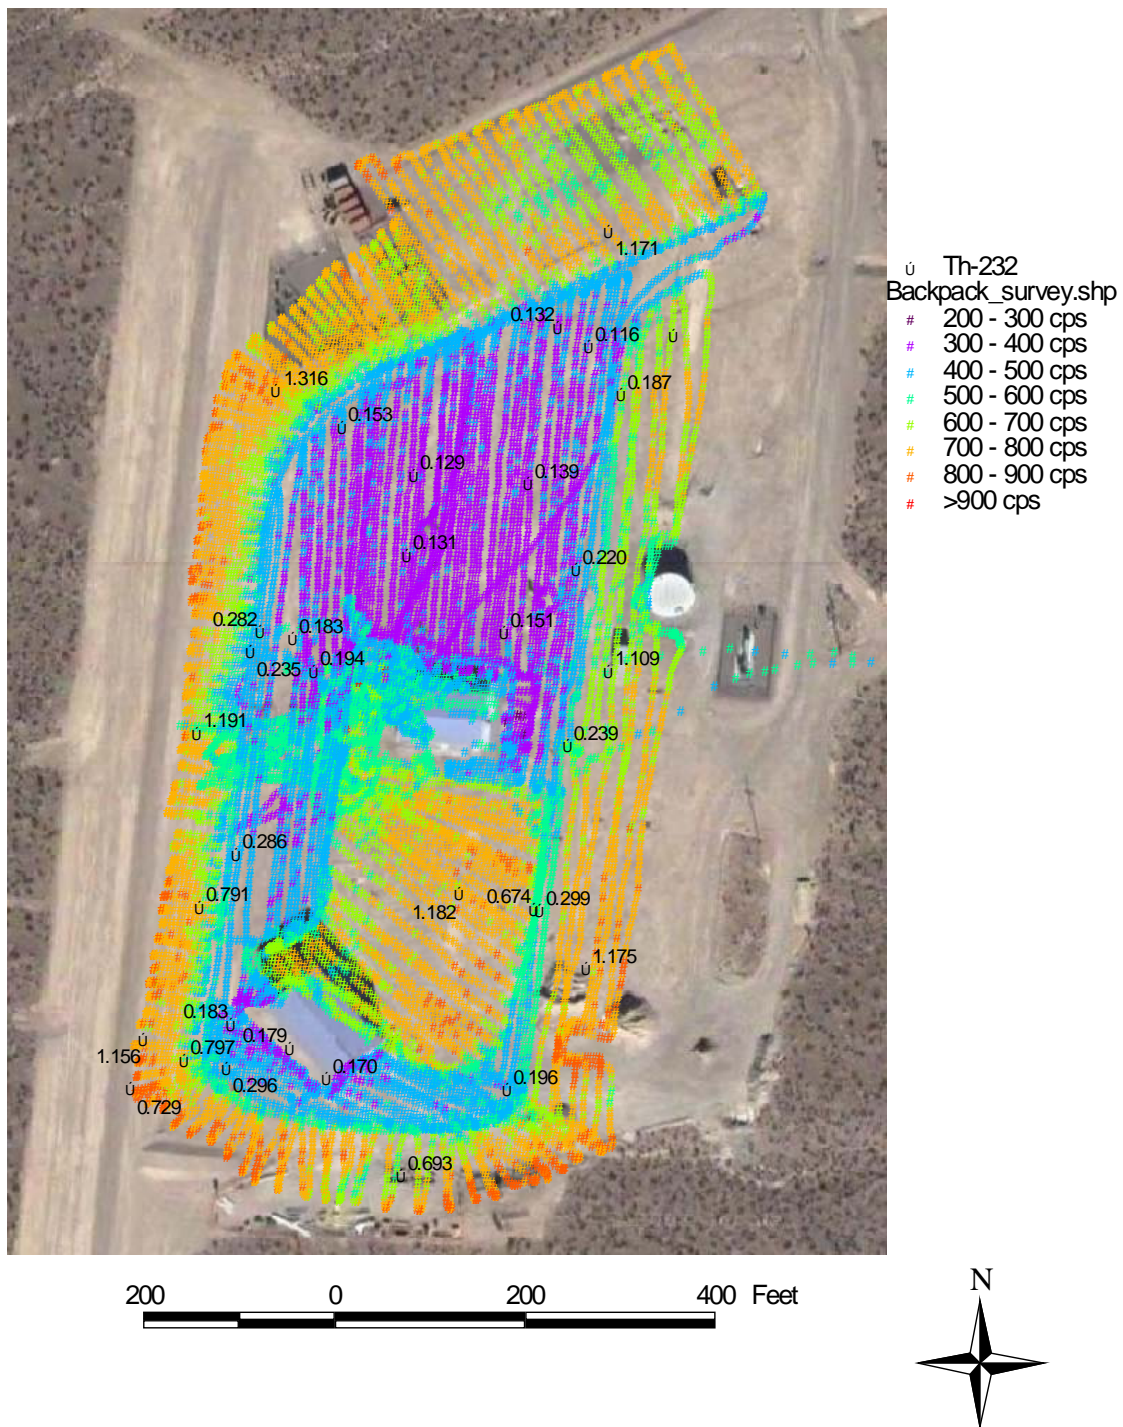 1.171
0.132
0.116
0.187
1.316
0.153
0.129
0.139
0.131
0.220
0.282
0.183
0.151
0.235
0.194
1.109
1.191
0.239
0.286
0.791
0.674
0.299
1.182
1.175
0.183
0.179
1.156
0.797
0.170
0.296
0.196
0.729
0.693
Ú Th-232
Backpack_survey.shp
# 200 - 300 cps
# 300 - 400 cps
# 400 - 500 cps
# 500 - 600 cps
# 600 - 700 cps
# 700 - 800 cps
# 800 - 900 cps
# >900 cps
200 0 200 400 Feet
N